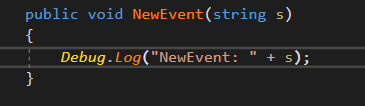 public void NewEvent(string s)
{
Debug.Log("NewEvent: " + s);
}